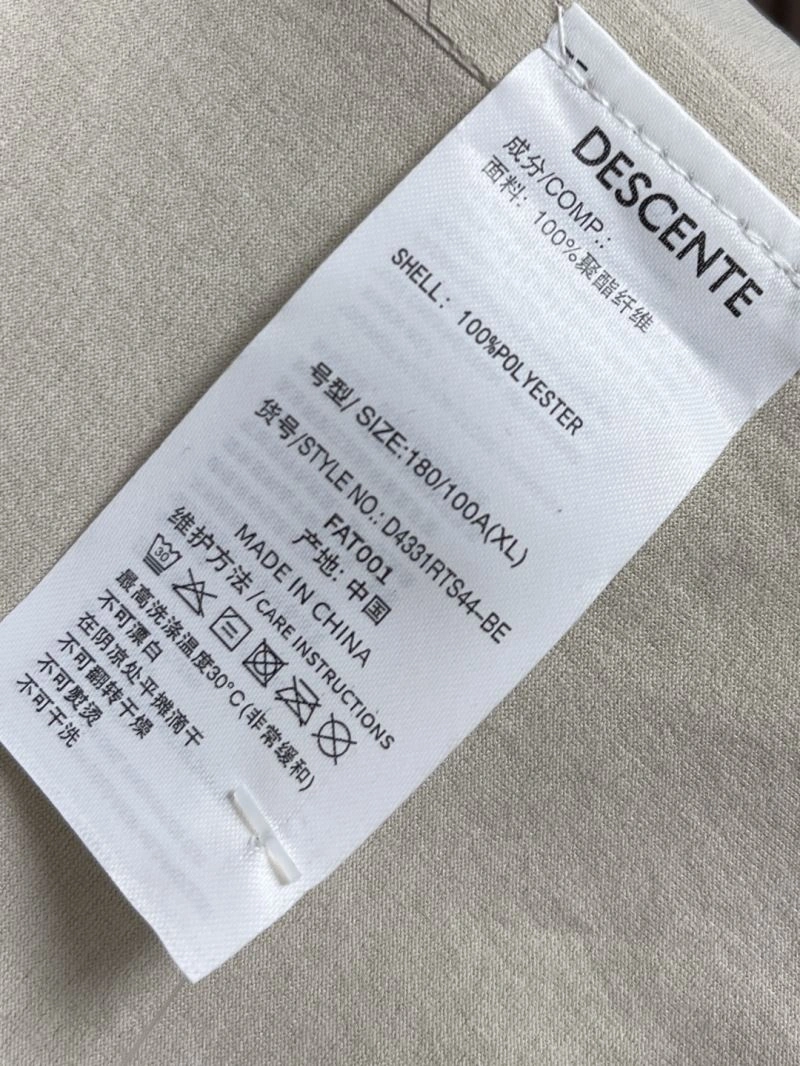 DESCENTE
成分/COMP.:
面料: 100%聚酯纤维
SHELL: 100%POLYESTER
号型/ SIZE:180/100A(XL)
货号/STYLE NO.: D4331RTS44-BE
FAT001
产地: 中国
MADE IN CHINA
维护方法/CARE INSTRUCTIONS
30
最高洗涤温度30°C(非常缓和)
不可漂白
在阴凉处平摊滴干
不可翻转干燥
不可熨烫
不可干洗